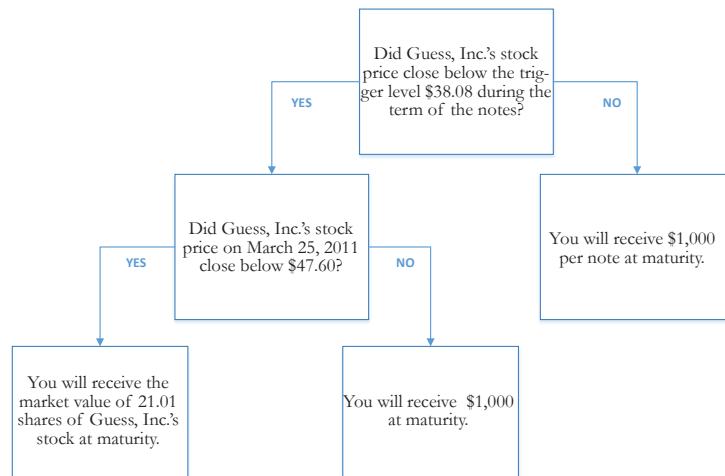 Did Guess, Inc.'s stock
price close below the trig-
ger level $38.08 during the
term of the notes?
YES
NO
Did Guess, Inc.'s stock
price on March 25, 2011
close below $47.60?
You will receive $1,000
per note at maturity.
YES
NO
You will receive the
market value of 21.01
shares of Guess, Inc.'s
stock at maturity.
You will receive $1,000
at maturity.